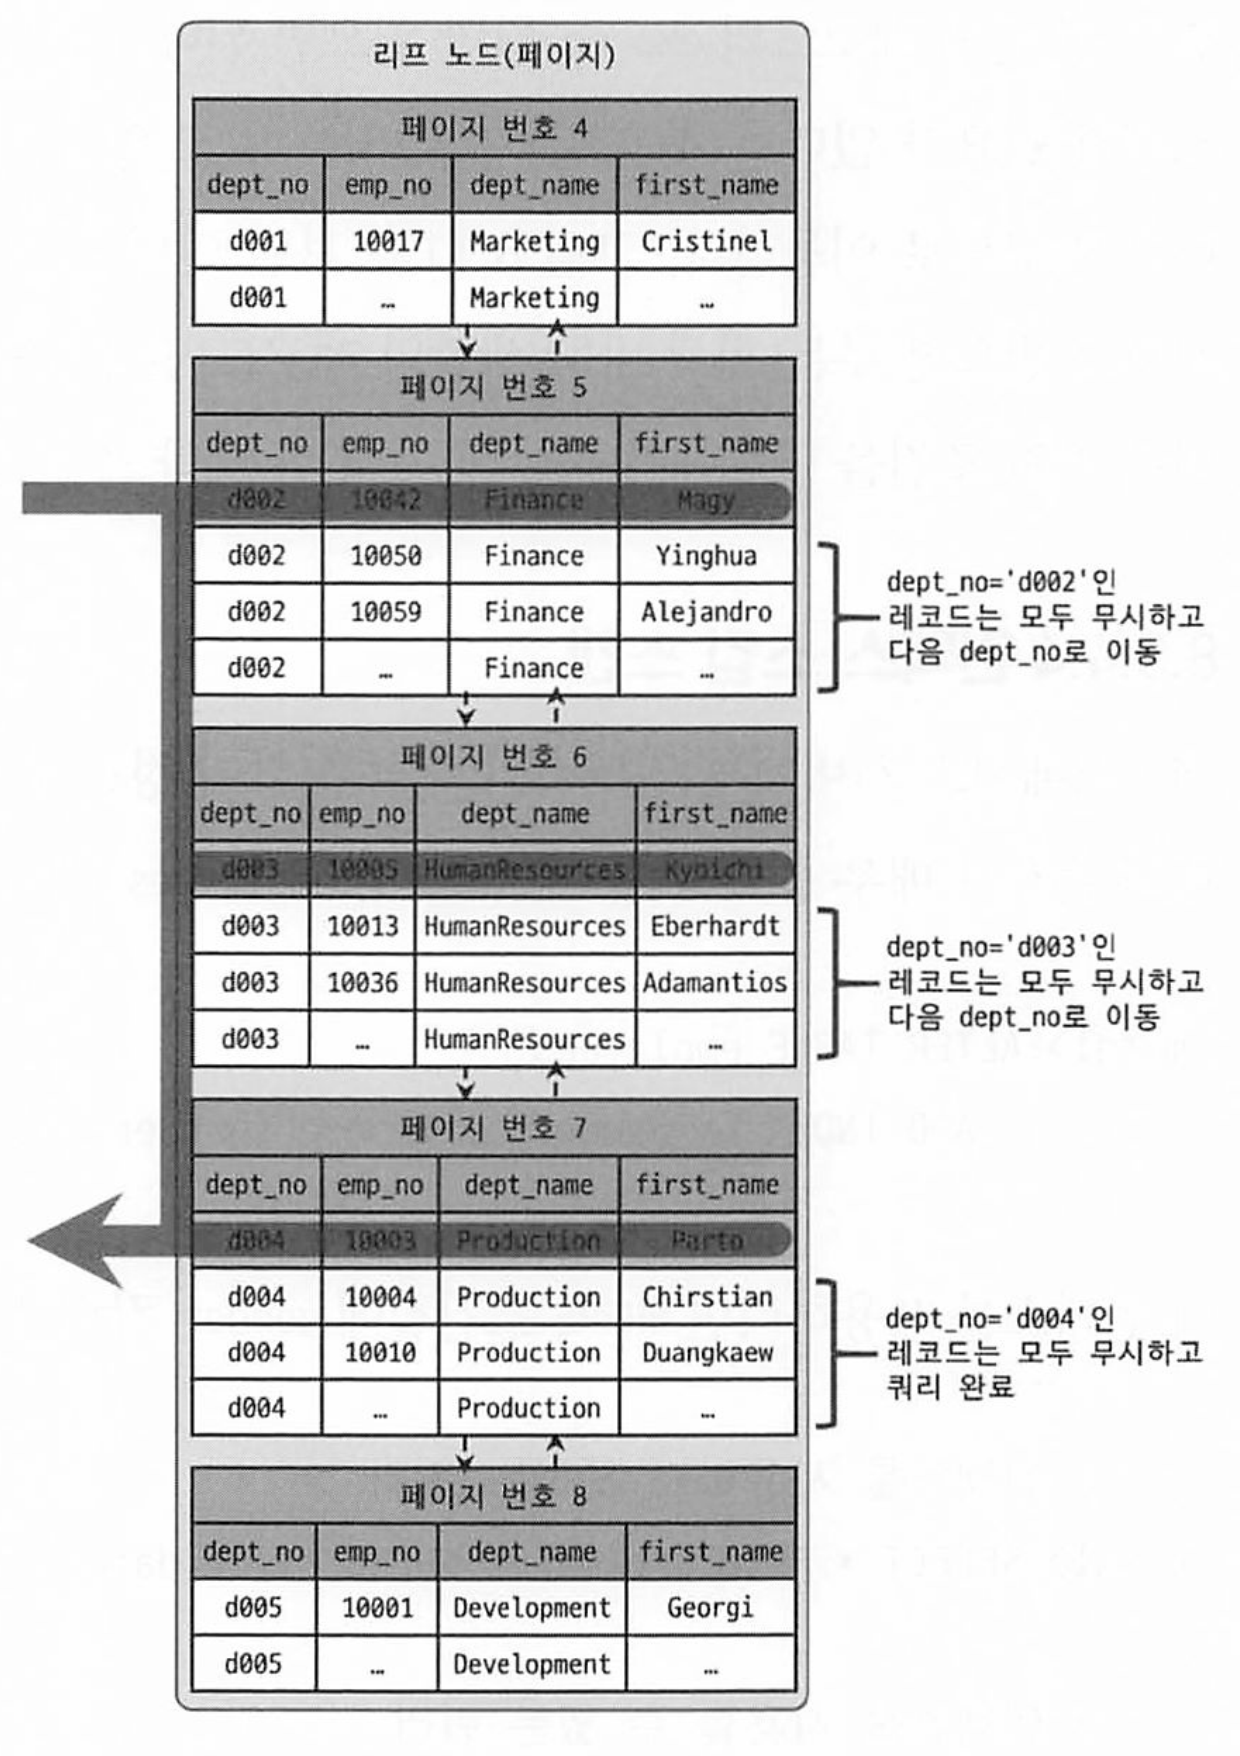 리프 노드(페이지)
페이지 번호 4
dept_no emp_no dept_name first_name
d001 10017 Marketing Cristinel
d001 … Marketing …
페이지 번호 5
dept_no emp_no dept_name first_name
d002 10042 Finance Magy
d002 10050 Finance Yinghua
d002 10059 Finance Alejandro
d002 … Finance …
dept_no='d002'인
레코드는 모두 무시하고
다음 dept_no로 이동
페이지 번호 6
dept_no emp_no dept_name first_name
d003 10005 HumanResources Kyoichi
d003 10013 HumanResources Eberhardt
d003 10036 HumanResources Adamantios
d003 … HumanResources …
dept_no='d003'인
레코드는 모두 무시하고
다음 dept_no로 이동
페이지 번호 7
dept_no emp_no dept_name first_name
d004 10003 Production Parto
d004 10004 Production Chirstian
d004 10010 Production Duangkaew
d004 … Production …
dept_no='d004'인
레코드는 모두 무시하고
쿼리 완료
페이지 번호 8
dept_no emp_no dept_name first_name
d005 10001 Development Georgi
d005 … Development …